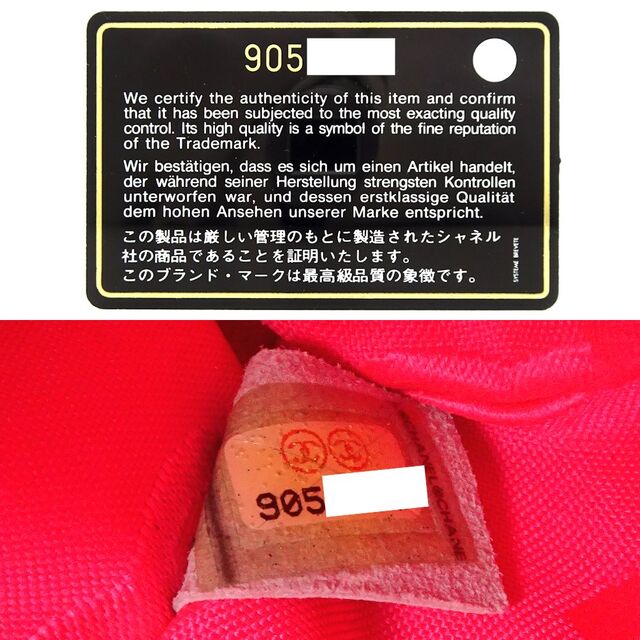 905
We certify the authenticity of this item and confirm
that it has been subjected to the most exacting quality
control. Its high quality is a symbol of the fine reputation
of the Trademark.
Wir bestätigen, dass es sich um einen Artikel handelt,
der während seiner Herstellung strengsten Kontrollen
unterworfen war, und dessen erstklassige Qualität
dem hohen Ansehen unserer Marke entspricht.
この製品は厳しい管理のもとに製造されたシャネル
社の商品であることを証明いたします。
このブランド・マークは最高級品質の象徴です。
SYSTEME BREVETE
905